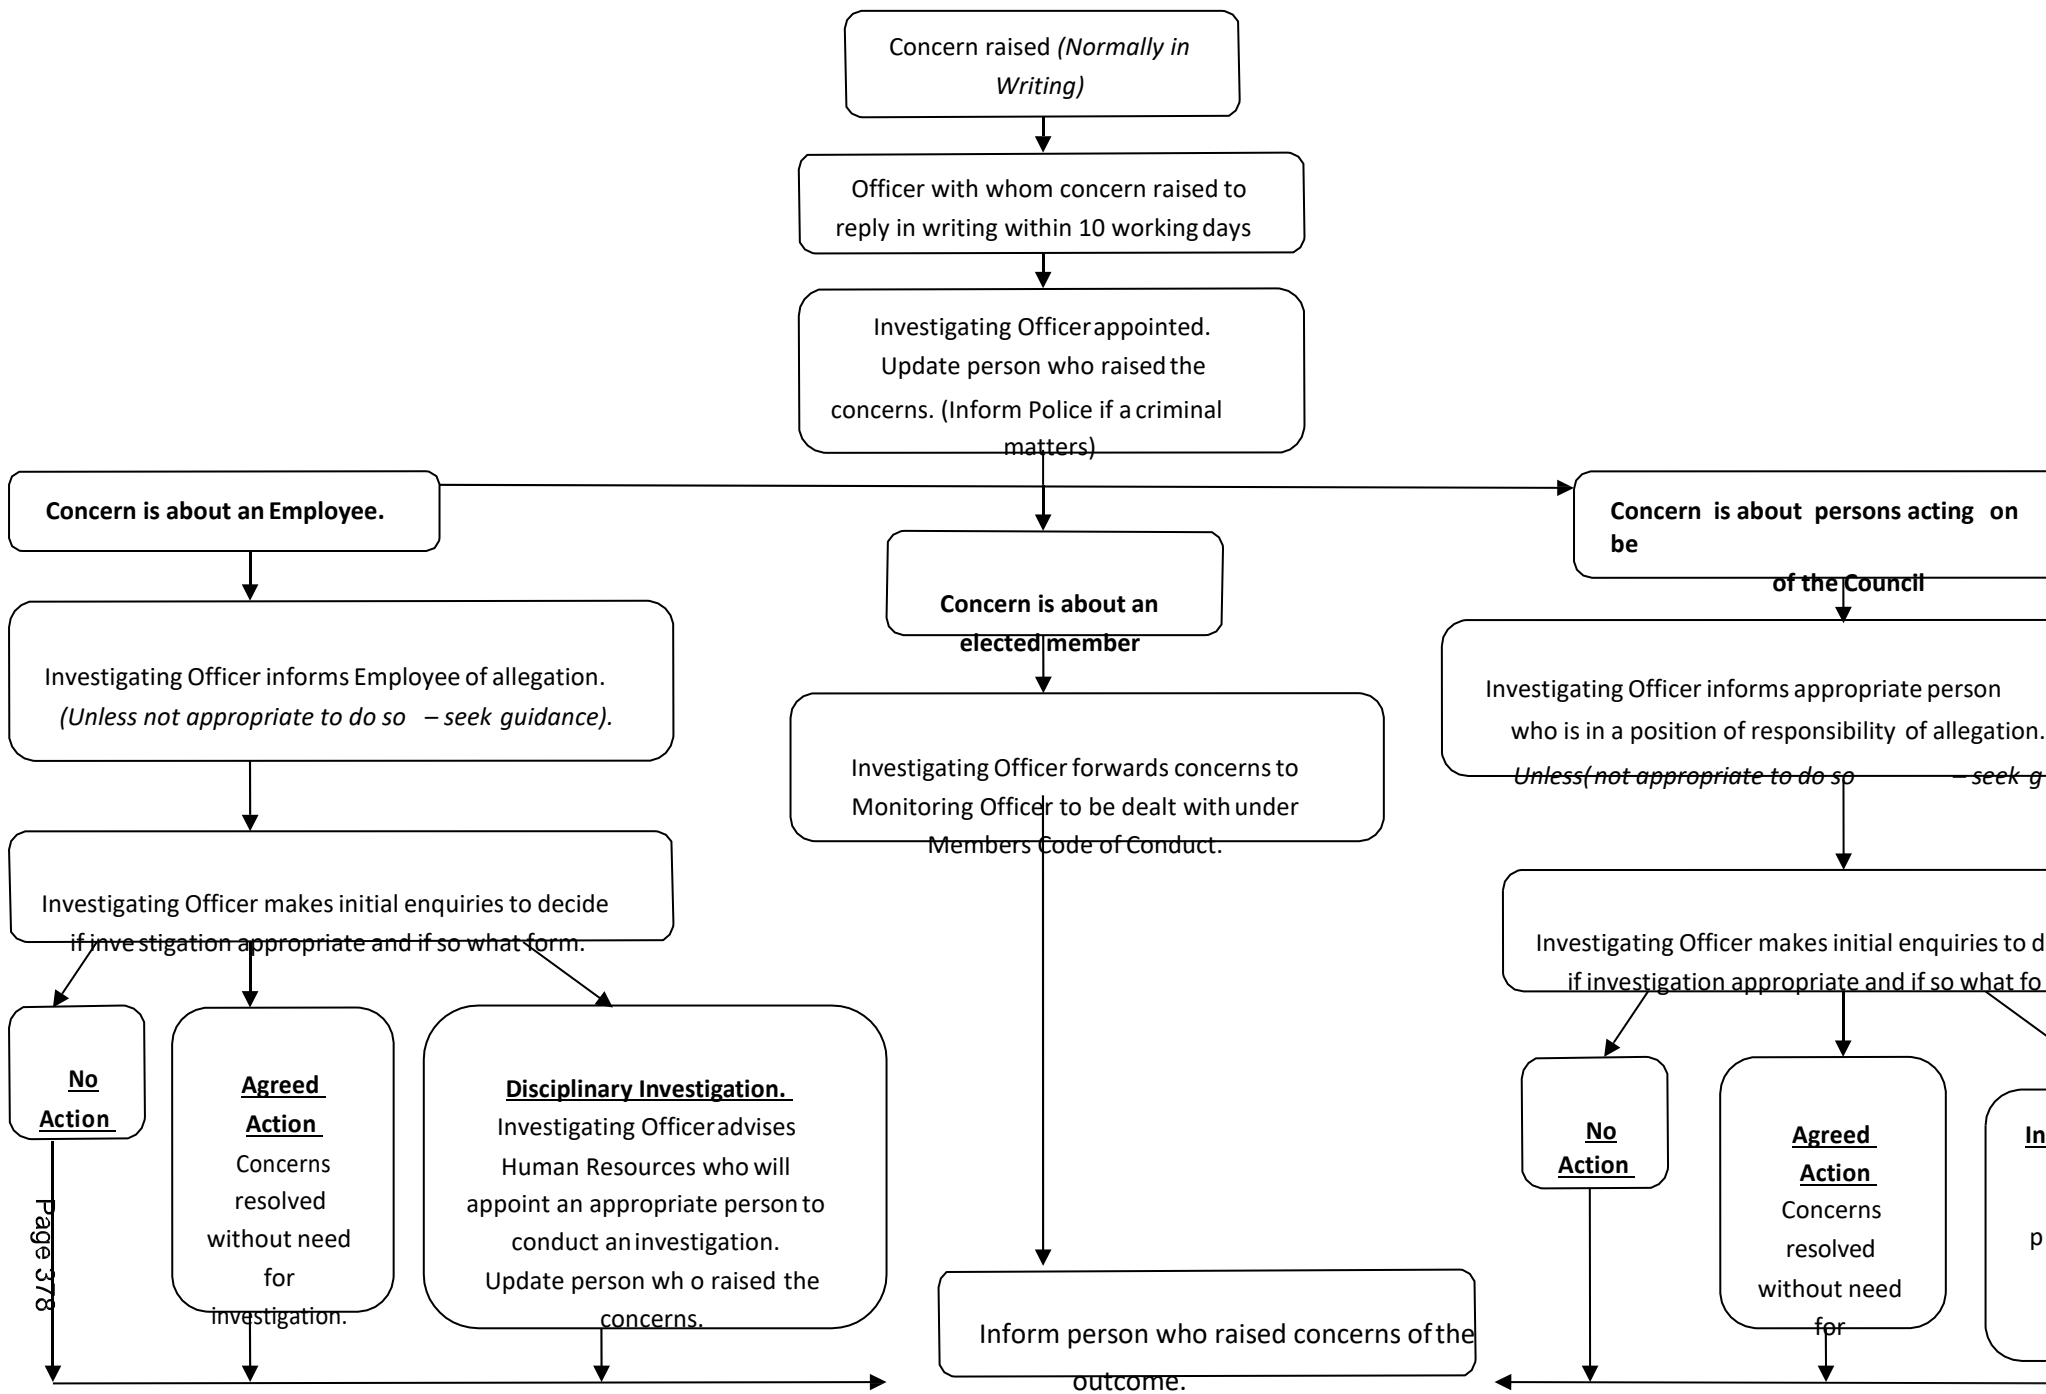 Concern raised (Normally in
Writing)
Officer with whom concern raised to
reply in writing within 10 working days
Investigating Officer appointed.
Update person who raised the
concerns. (Inform Police if a criminal
matters)
Concern is about an Employee.
Investigating Officer informs Employee of allegation.
(Unless not appropriate to do so – seek guidance).
Investigating Officer makes initial enquiries to decide
if inve stigation appropriate and if so what form.
No
Action
Agreed
Action
Concerns
resolved
without need
for
investigation.
Disciplinary Investigation.
Investigating Officer advises
Human Resources who will
appoint an appropriate person to
conduct an investigation.
Update person wh o raised the
concerns.
Concern is about an
elected member
Investigating Officer forwards concerns to
Monitoring Officer to be dealt with under
Members Code of Conduct.
Inform person who raised concerns of the
outcome.
Concern is about persons acting on
be
of the Council
Investigating Officer informs appropriate person
who is in a position of responsibility of allegation.
Unless( not appropriate to do so – seek g
Investigating Officer makes initial enquiries to d
if investigation appropriate and if so what fo
No
Action
Agreed
Action
Concerns
resolved
without need
for
In
p
Page 378